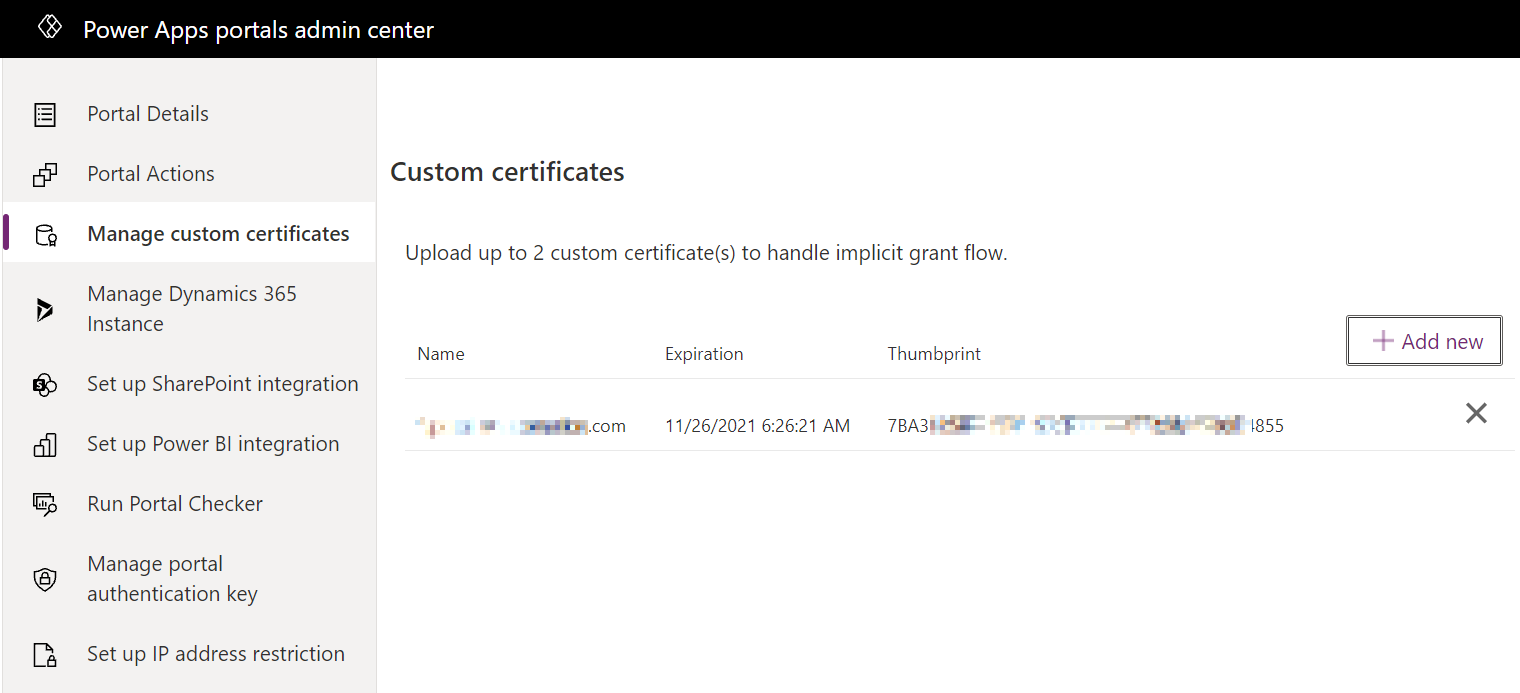 Power Apps portals admin center
Portal Details
Portal Actions
Manage custom certificates
Manage Dynamics 365
Instance
Set up SharePoint integration
Set up Power BI integration
Run Portal Checker
Manage portal
authentication key
Set up IP address restriction
Custom certificates
Upload up to 2 custom certificate(s) to handle implicit grant flow.
Add new
Name Expiration Thumbprint
.com 11/26/2021 6:26:21 AM 7BA3 4855